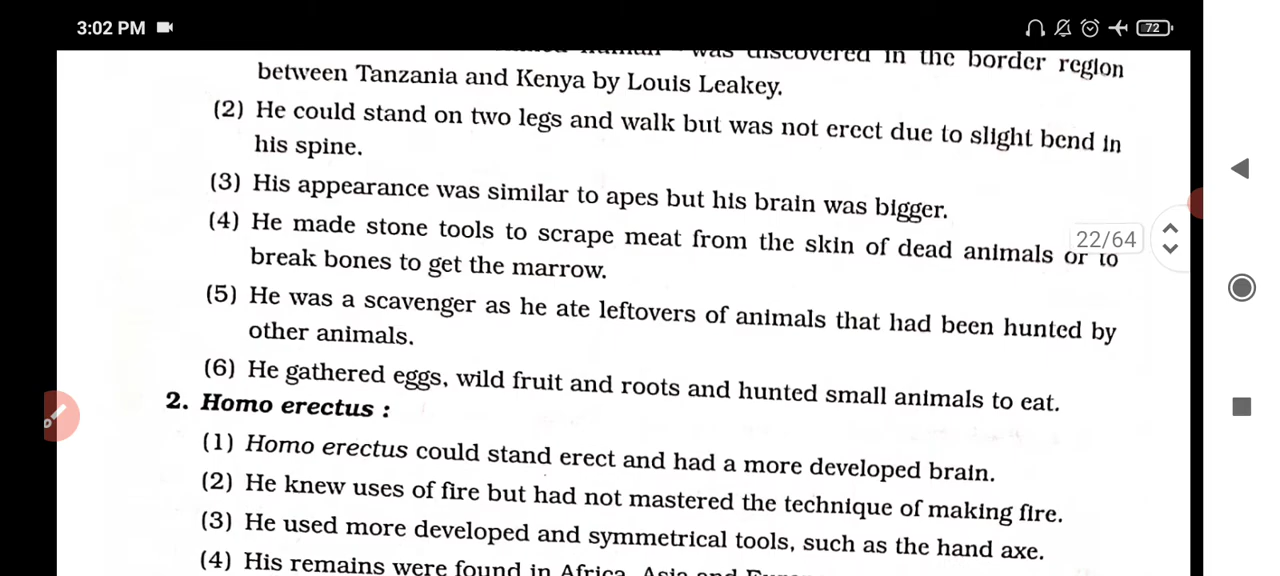 3:02 PM
72
was discovered in the border region
between Tanzania and Kenya by Louis Leakey.
(2) He could stand on two legs and walk but was not erect due to slight bend in
his spine.
(3) His appearance was similar to apes but his brain was bigger.
(4) He made stone tools to scrape meat from the skin of dead animals or to
break bones to get the marrow.
22/64
(5) He was a scavenger as he ate leftovers of animals that had been hunted by
other animals.
(6) He gathered eggs, wild fruit and roots and hunted small animals to eat.
2. Homo erectus :
(1) Homo erectus could stand erect and had a more developed brain.
(2) He knew uses of fire but had not mastered the technique of making fire.
(3) He used more developed and symmetrical tools, such as the hand axe.
(4) His remains were found in Africa, Asia and